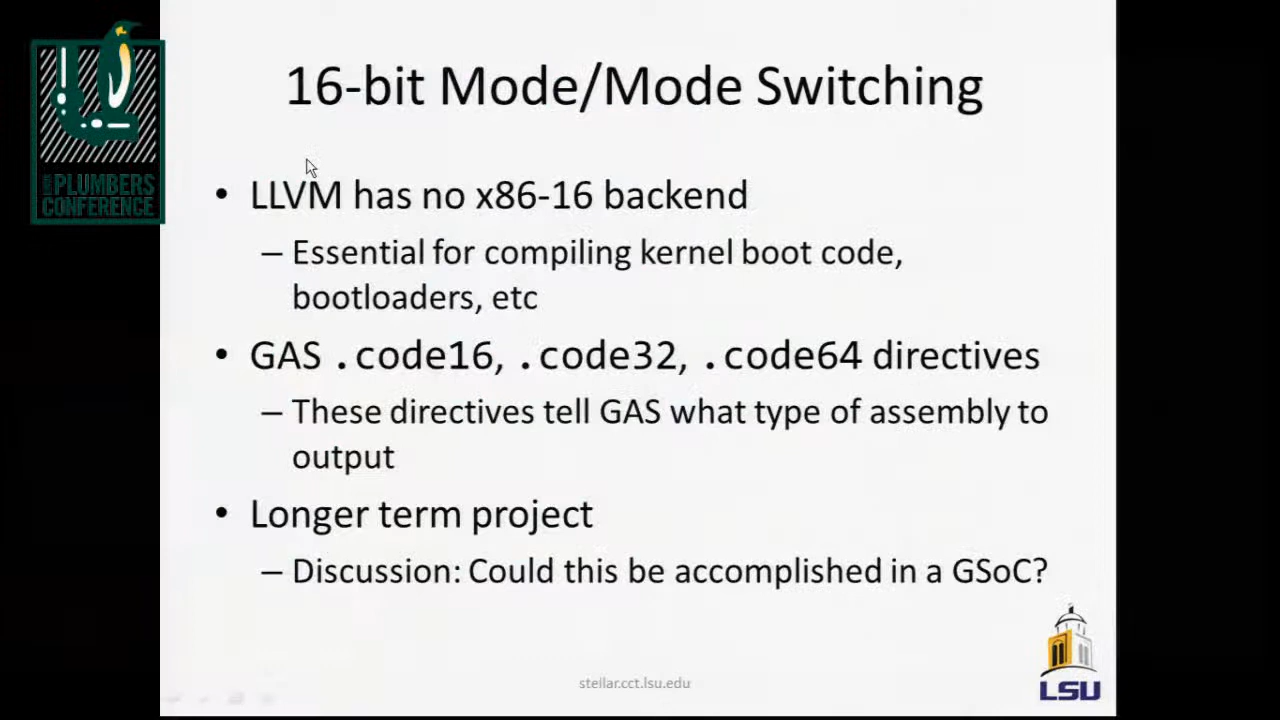 16-bit Mode/Mode Switching
• LLVM has no x86-16 backend
– Essential for compiling kernel boot code,
bootloaders, etc
• GAS .code16, .code32, .code64 directives
– These directives tell GAS what type of assembly to
output
• Longer term project
– Discussion: Could this be accomplished in a GSoC?
stellar.cct.lsu.edu
LSU
PLUMBERS
CONFERENCE